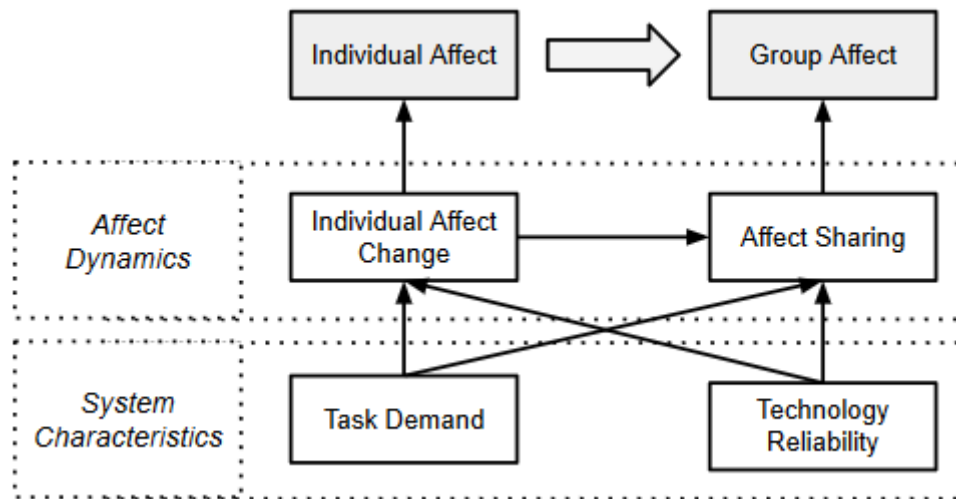 Individual Affect
Group Affect
Affect
Dynamics
Individual Affect
Change
Affect Sharing
System
Characteristics
Task Demand
Technology
Reliability